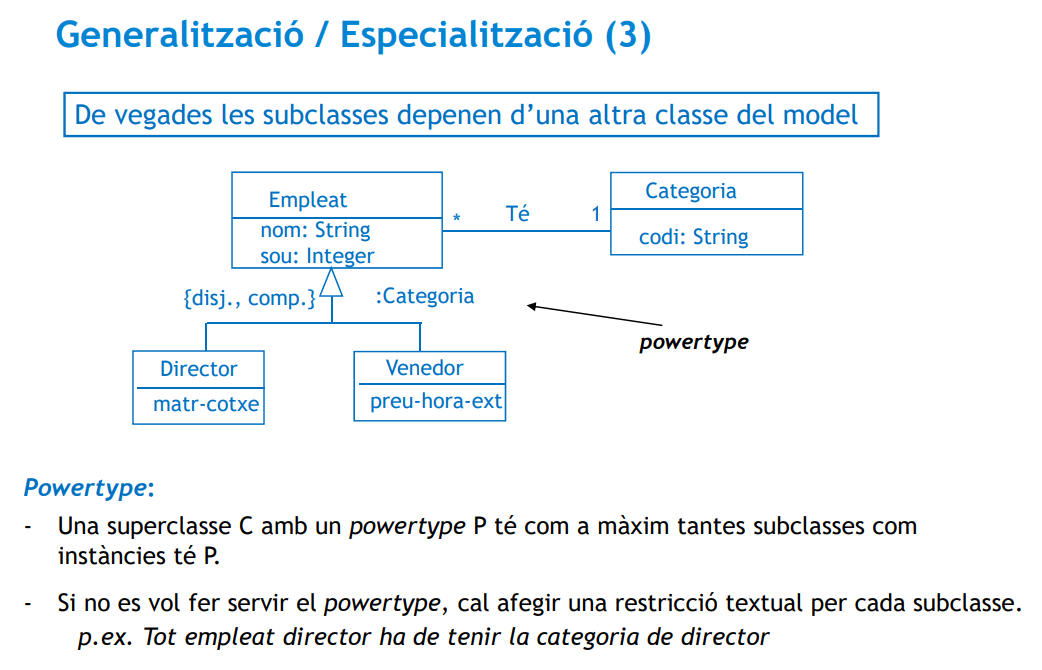 Generalització / Especialització (3)
De vegades les subclasses depenen d'una altra classe del model
Empleat
nom: String
sou: Integer
* Té 1
Categoria
codi: String
{disj., comp.}
:Categoria
powertype
Director
matr-cotxe
Venedor
preu-hora-ext
Powertype:
- Una superclasse C amb un powertype P té com a màxim tantes subclasses com
instàncies té P.
- Si no es vol fer servir el powertype, cal afegir una restricció textual per cada subclasse.
p.ex. Tot empleat director ha de tenir la categoria de director